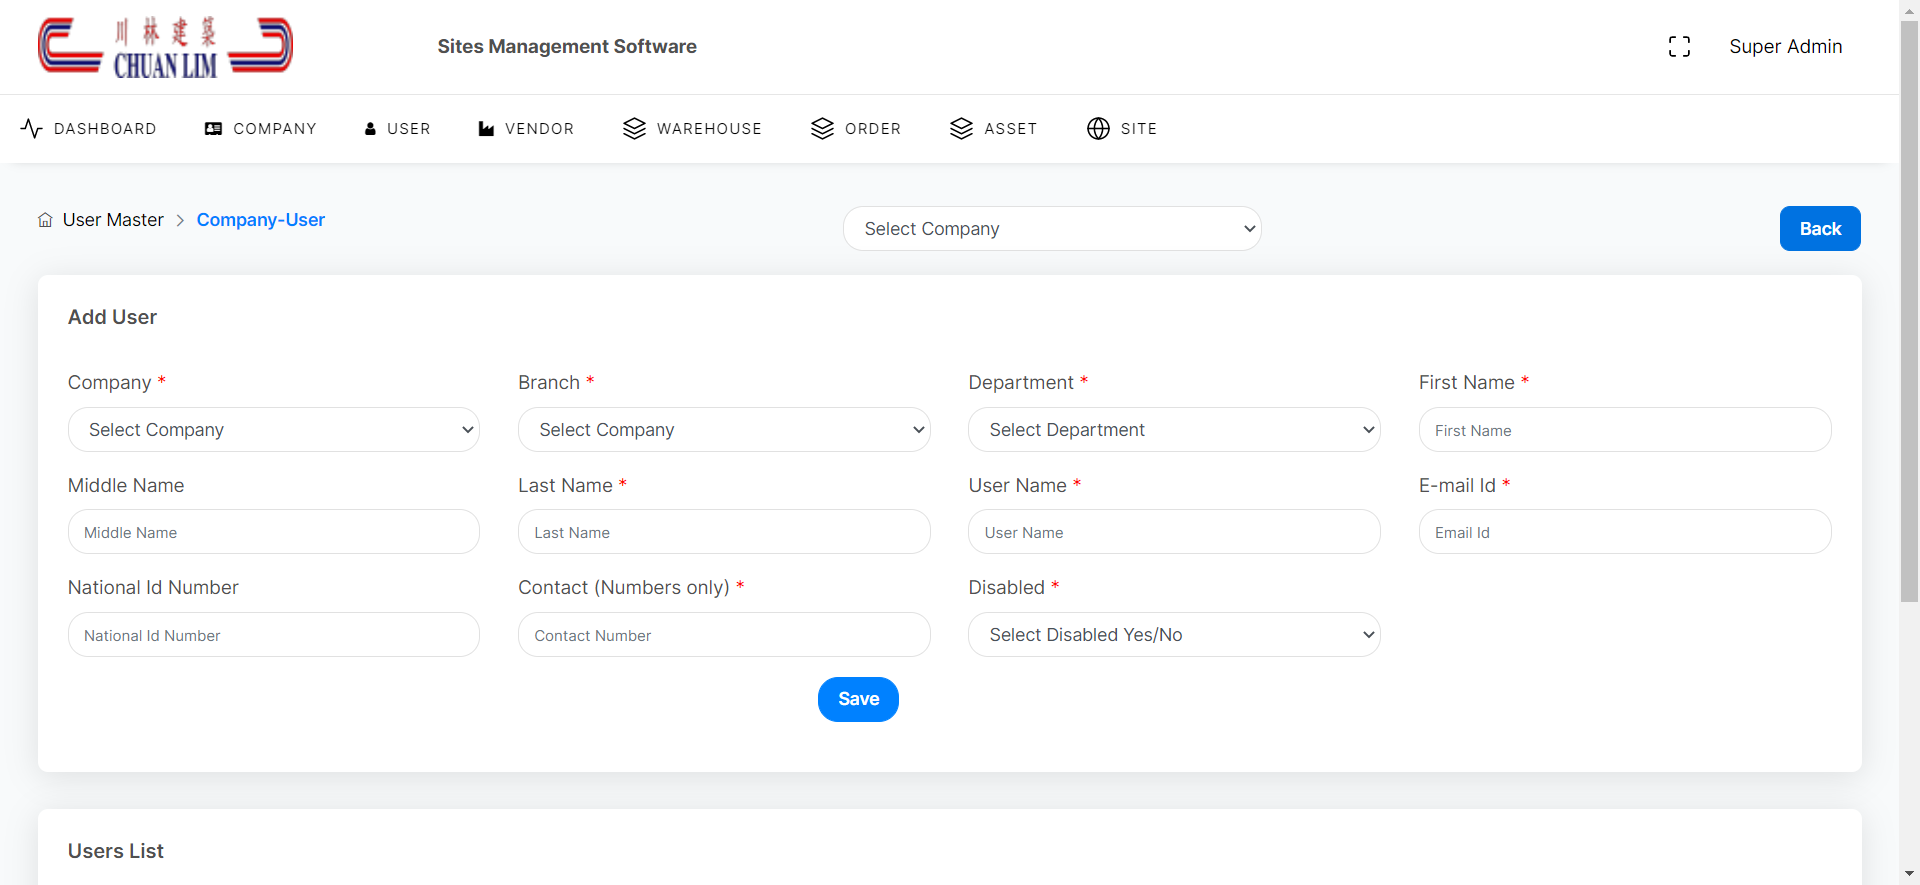 川林建築
CHUAN LIM
Sites Management Software
Super Admin
DASHBOARD COMPANY USER VENDOR WAREHOUSE ORDER ASSET SITE
User Master > Company-User
Select Company
Back
Add User
Company * Branch * Department * First Name *
Select Company Select Company Select Department First Name
Middle Name Last Name * User Name * E-mail Id *
Middle Name Last Name User Name Email Id
National Id Number Contact (Numbers only) * Disabled *
National Id Number Contact Number Select Disabled Yes/No
Save
Users List